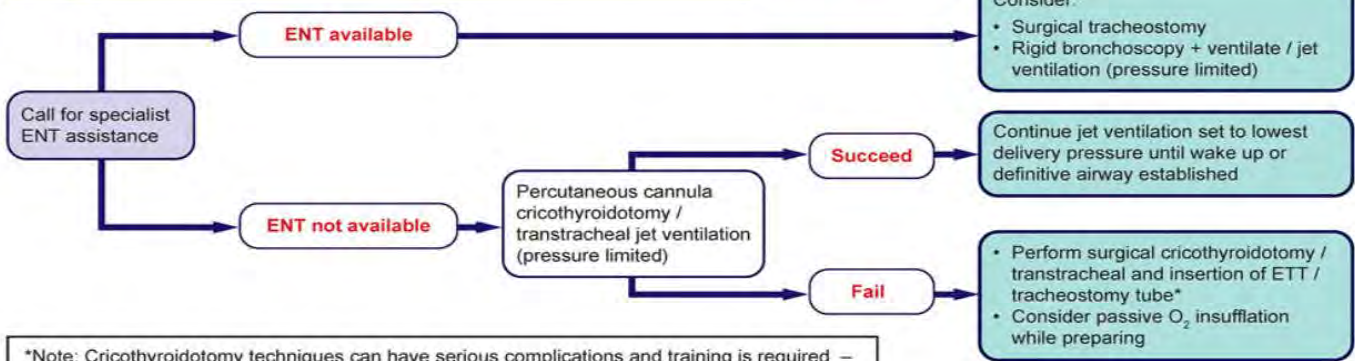 Consider:
ENT available
• Surgical tracheostomy
• Rigid bronchoscopy + ventilate / jet
ventilation (pressure limited)
Call for specialist
ENT assistance
Succeed
Continue jet ventilation set to lowest
delivery pressure until wake up or
definitive airway established
Percutaneous cannula
cricothyroidotomy /
transtracheal jet ventilation
(pressure limited)
ENT not available
Fail
• Perform surgical cricothyroidotomy /
transtracheal and insertion of ETT /
tracheostomy tube*
• Consider passive O₂ insufflation
while preparing
*Note: Cricothyroidotomy techniques can have serious complications and training is required –